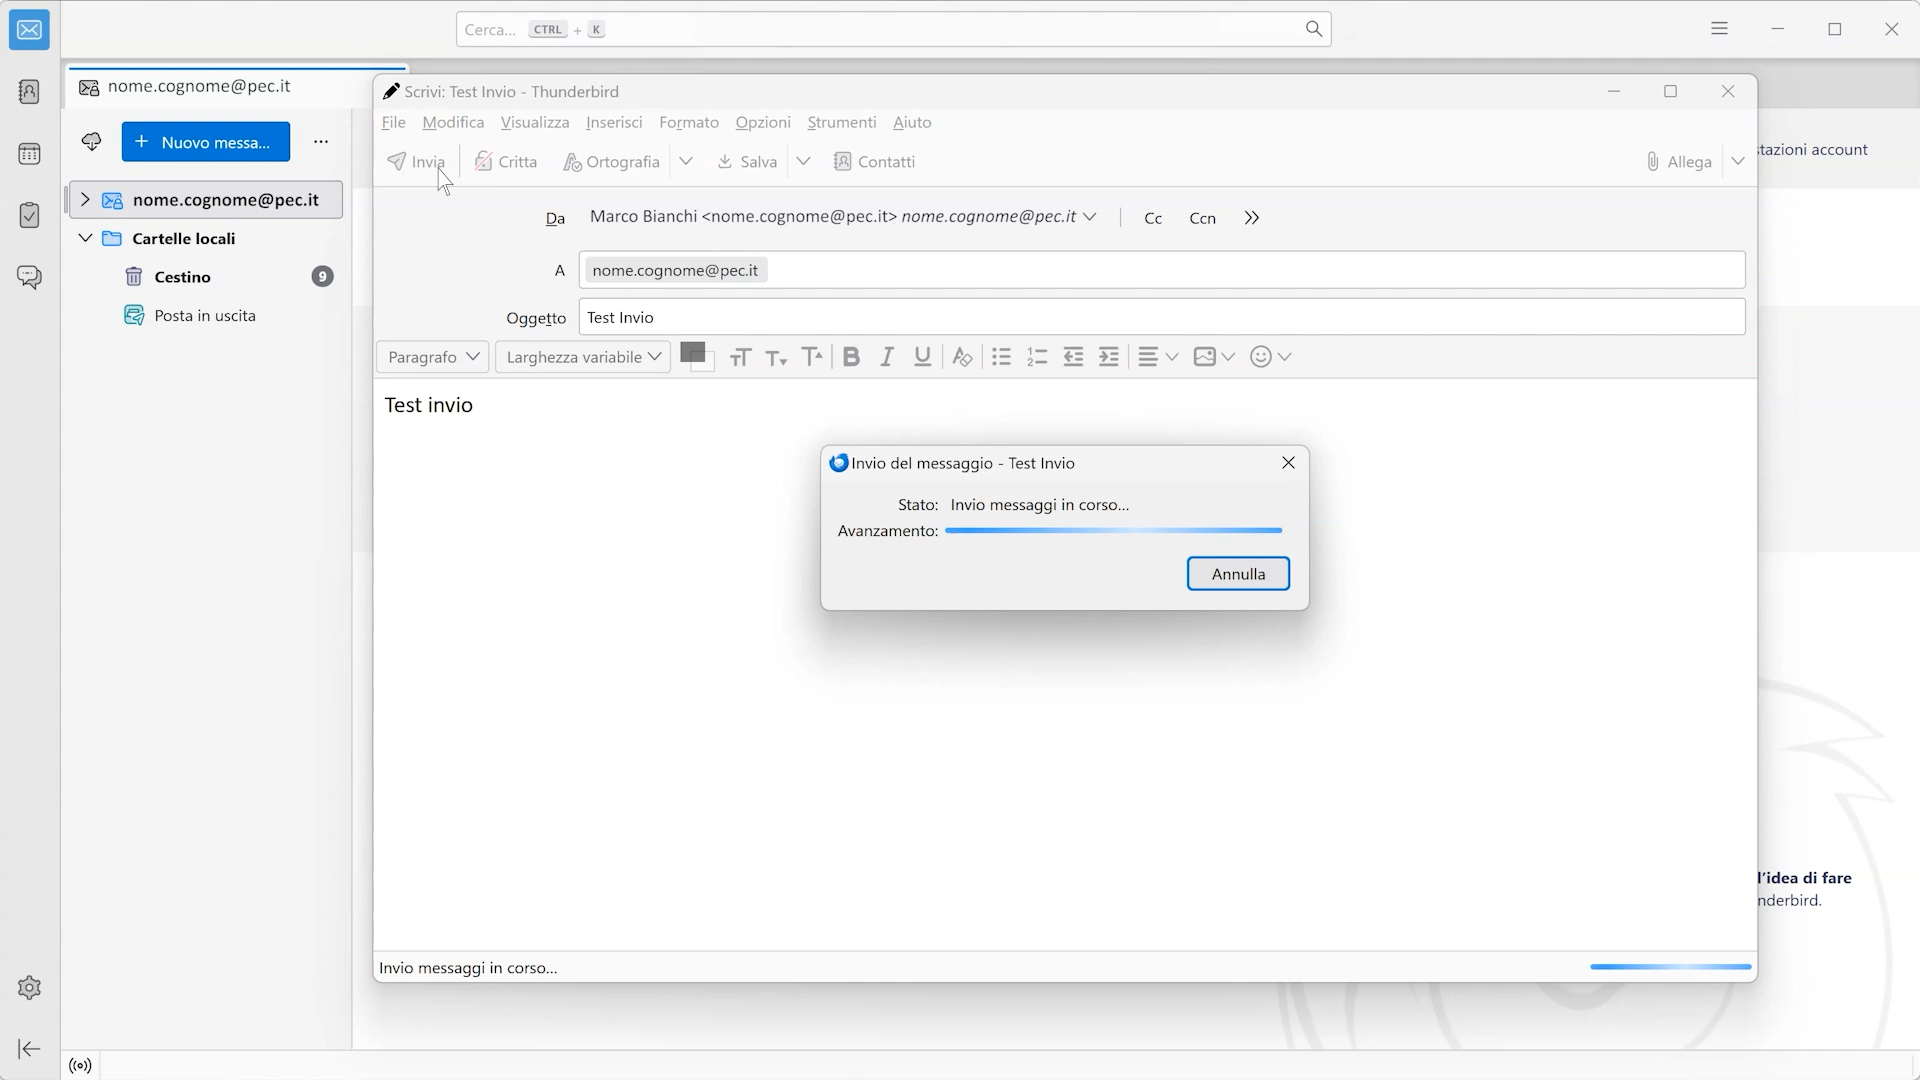 Cerca... CTRL + K
nome.cognome@pec.it
Nuovo messa...
nome.cognome@pec.it
Cartelle locali
Cestino 9
Posta in uscita
Scrivi: Test Invio - Thunderbird
File Modifica Visualizza Inserisci Formato Opzioni Strumenti Aiuto
Invia Critta Ortografia Salva Contatti Allega
Da Marco Bianchi <nome.cognome@pec.it> nome.cognome@pec.it Cc Ccn
A nome.cognome@pec.it
Oggetto Test Invio
Paragrafo Larghezza variabile
Test invio
Invio del messaggio - Test Invio
Stato: Invio messaggi in corso...
Avanzamento:
Annulla
Invio messaggi in corso...
stazioni account
l'idea di fare
nderbird.